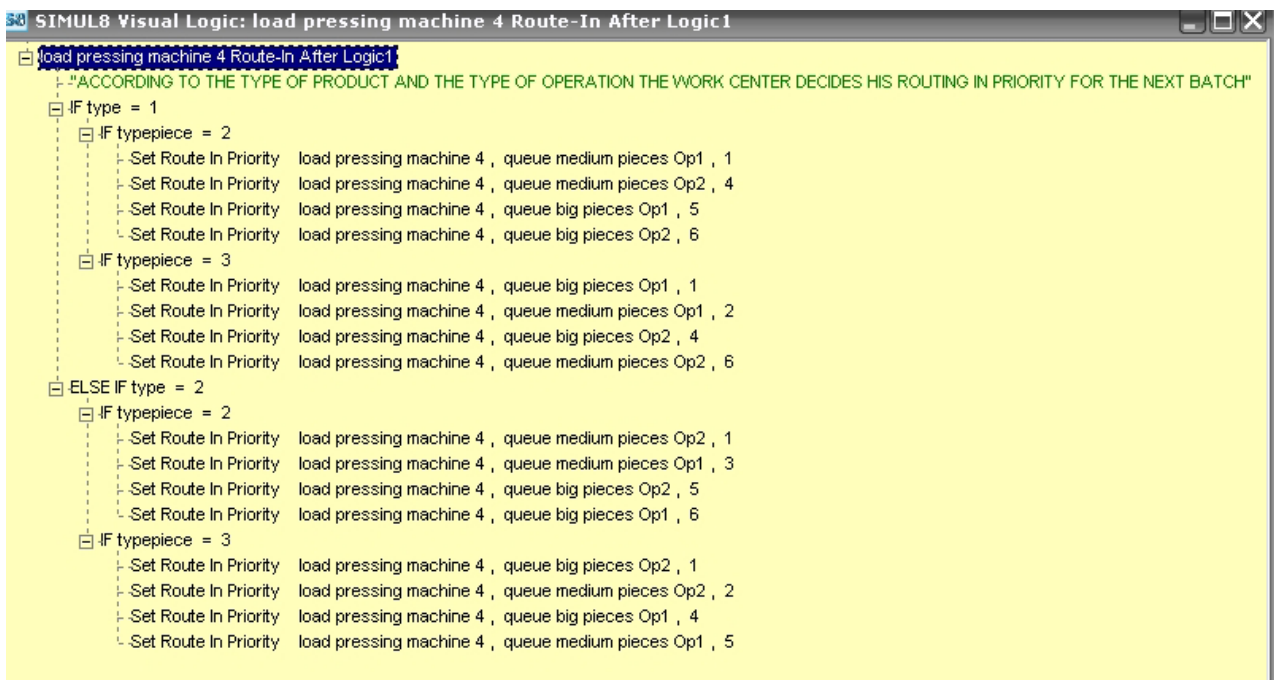 SIMUL8 Visual Logic: load pressing machine 4 Route-In After Logic1
load pressing machine 4 Route-In After Logic1
"ACCORDING TO THE TYPE OF PRODUCT AND THE TYPE OF OPERATION THE WORK CENTER DECIDES HIS ROUTING IN PRIORITY FOR THE NEXT BATCH"
IF type = 1
IF typepiece = 2
Set Route In Priority load pressing machine 4 , queue medium pieces Op1 , 1
Set Route In Priority load pressing machine 4 , queue medium pieces Op2 , 4
Set Route In Priority load pressing machine 4 , queue big pieces Op1 , 5
Set Route In Priority load pressing machine 4 , queue big pieces Op2 , 6
IF typepiece = 3
Set Route In Priority load pressing machine 4 , queue big pieces Op1 , 1
Set Route In Priority load pressing machine 4 , queue medium pieces Op1 , 2
Set Route In Priority load pressing machine 4 , queue big pieces Op2 , 4
Set Route In Priority load pressing machine 4 , queue medium pieces Op2 , 6
ELSE IF type = 2
IF typepiece = 2
Set Route In Priority load pressing machine 4 , queue medium pieces Op2 , 1
Set Route In Priority load pressing machine 4 , queue medium pieces Op1 , 3
Set Route In Priority load pressing machine 4 , queue big pieces Op2 , 5
Set Route In Priority load pressing machine 4 , queue big pieces Op1 , 6
IF typepiece = 3
Set Route In Priority load pressing machine 4 , queue big pieces Op2 , 1
Set Route In Priority load pressing machine 4 , queue medium pieces Op2 , 2
Set Route In Priority load pressing machine 4 , queue big pieces Op1 , 4
Set Route In Priority load pressing machine 4 , queue medium pieces Op1 , 5